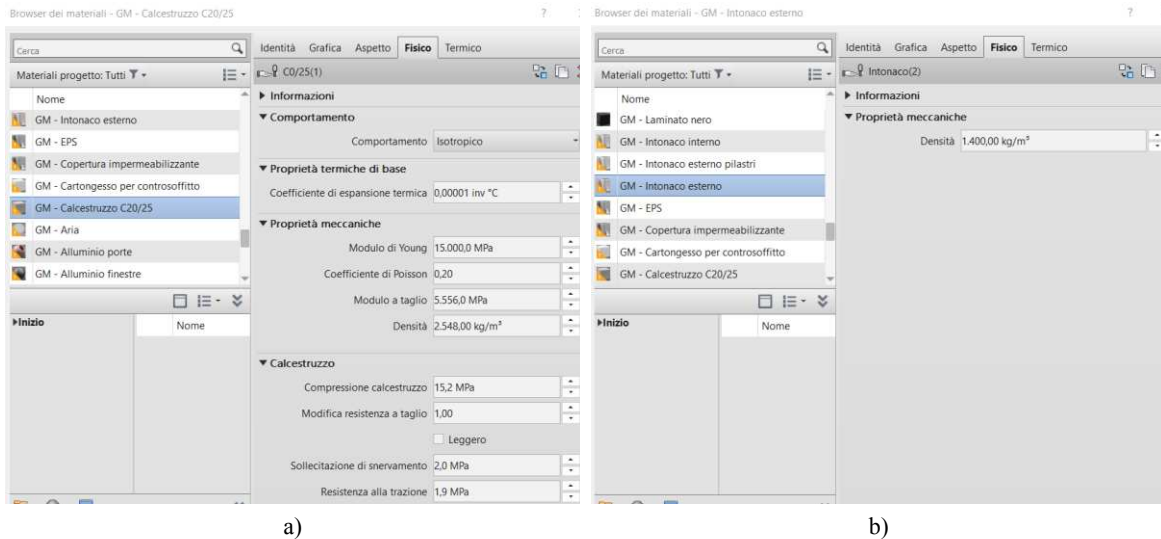 Browser dei materiali - GM - Calcestruzzo C20/25 ?
Cerca
Materiali progetto: Tutti
Nome
GM - Intonaco esterno
GM - EPS
GM - Copertura impermeabilizzante
GM - Cartongesso per controsoffitto
GM - Calcestruzzo C20/25
GM - Aria
GM - Alluminio porte
GM - Alluminio finestre
Inizio
Nome
Identità Grafica Aspetto Fisico Termico
C0/25(1)
Informazioni
Comportamento
Comportamento Isotropico
Proprietà termiche di base
Coefficiente di espansione termica 0,00001 inv °C
Proprietà meccaniche
Modulo di Young 15.000,0 MPa
Coefficiente di Poisson 0,20
Modulo a taglio 5.556,0 MPa
Densità 2.548,00 kg/m³
Calcestruzzo
Compressione calcestruzzo 15,2 MPa
Modifica resistenza a taglio 1,00
Leggero
Sollecitazione di snervamento 2,0 MPa
Resistenza alla trazione 1,9 MPa
a)
Browser dei materiali - GM - Intonaco esterno ?
Cerca
Materiali progetto: Tutti
Nome
GM - Laminato nero
GM - Intonaco interno
GM - Intonaco esterno pilastri
GM - Intonaco esterno
GM - EPS
GM - Copertura impermeabilizzante
GM - Cartongesso per controsoffitto
GM - Calcestruzzo C20/25
Inizio
Nome
Identità Grafica Aspetto Fisico Termico
Intonaco(2)
Informazioni
Proprietà meccaniche
Densità 1.400,00 kg/m³
b)